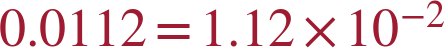 0.0112 = 1.12 × 10⁻²